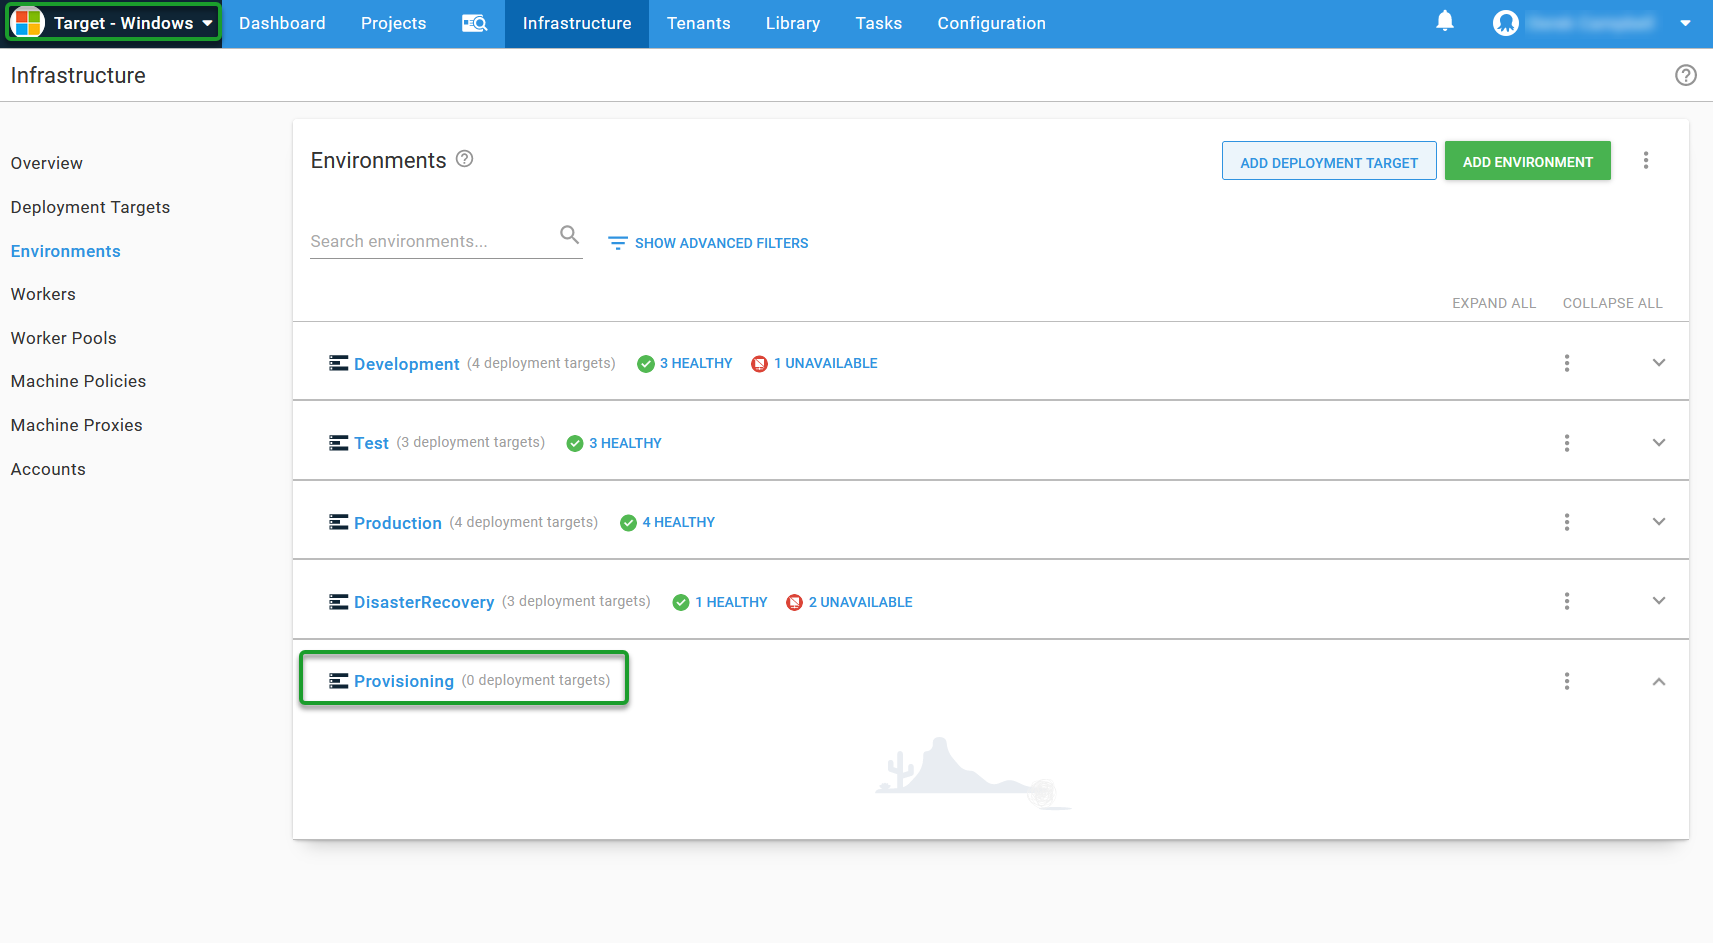 Target - Windows Dashboard Projects Infrastructure Tenants Library Tasks Configuration
Infrastructure
Overview
Deployment Targets
Environments
Workers
Worker Pools
Machine Policies
Machine Proxies
Accounts
Environments
ADD DEPLOYMENT TARGET ADD ENVIRONMENT
Search environments...
SHOW ADVANCED FILTERS
EXPAND ALL COLLAPSE ALL
Development (4 deployment targets) 3 HEALTHY 1 UNAVAILABLE
Test (3 deployment targets) 3 HEALTHY
Production (4 deployment targets) 4 HEALTHY
DisasterRecovery (3 deployment targets) 1 HEALTHY 2 UNAVAILABLE
Provisioning (0 deployment targets)